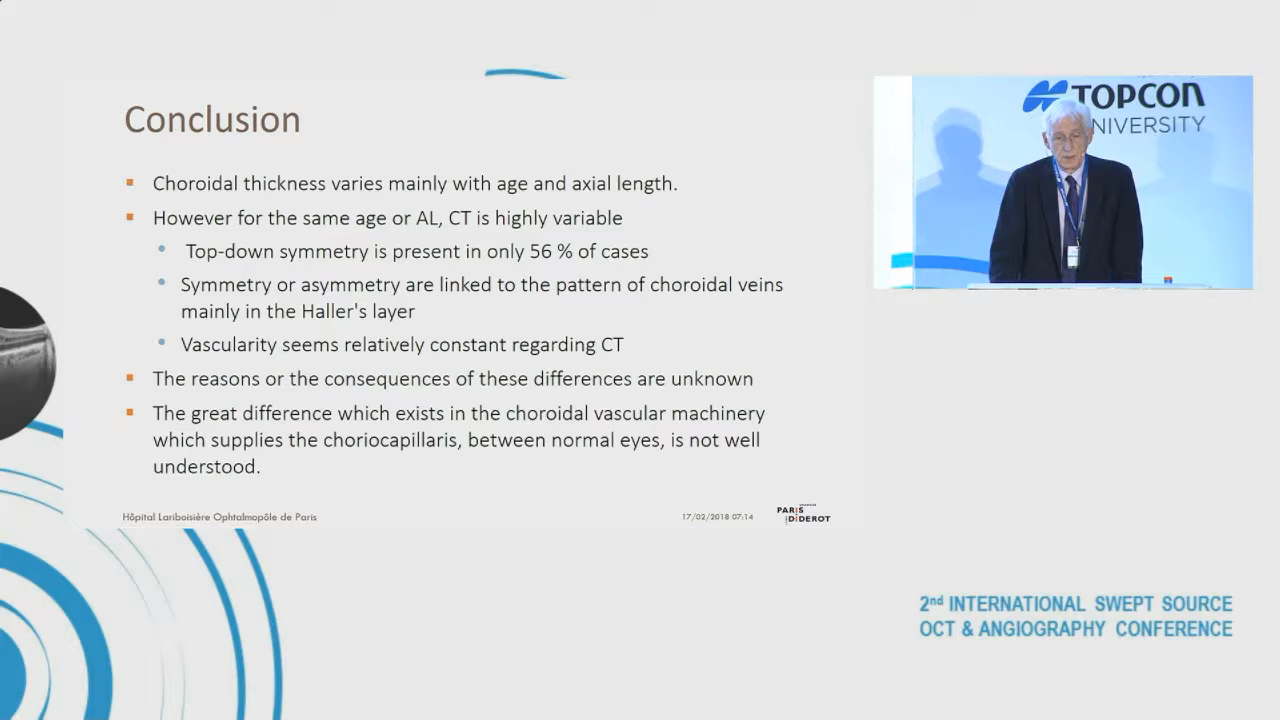 Conclusion
Choroidal thickness varies mainly with age and axial length.
However for the same age or AL, CT is highly variable
Top-down symmetry is present in only 56 % of cases
Symmetry or asymmetry are linked to the pattern of choroidal veins
mainly in the Haller's layer
Vascularity seems relatively constant regarding CT
The reasons or the consequences of these differences are unknown
The great difference which exists in the choroidal vascular machinery
which supplies the choriocapillaris, between normal eyes, is not well
understood.
Hôpital Lariboisière Ophtalmopôle de Paris
17/02/2018 07:14
PARIS
DIDEROT
TOPCON
NIVERSITY
2nd INTERNATIONAL SWEPT SOURCE
OCT & ANGIOGRAPHY CONFERENCE